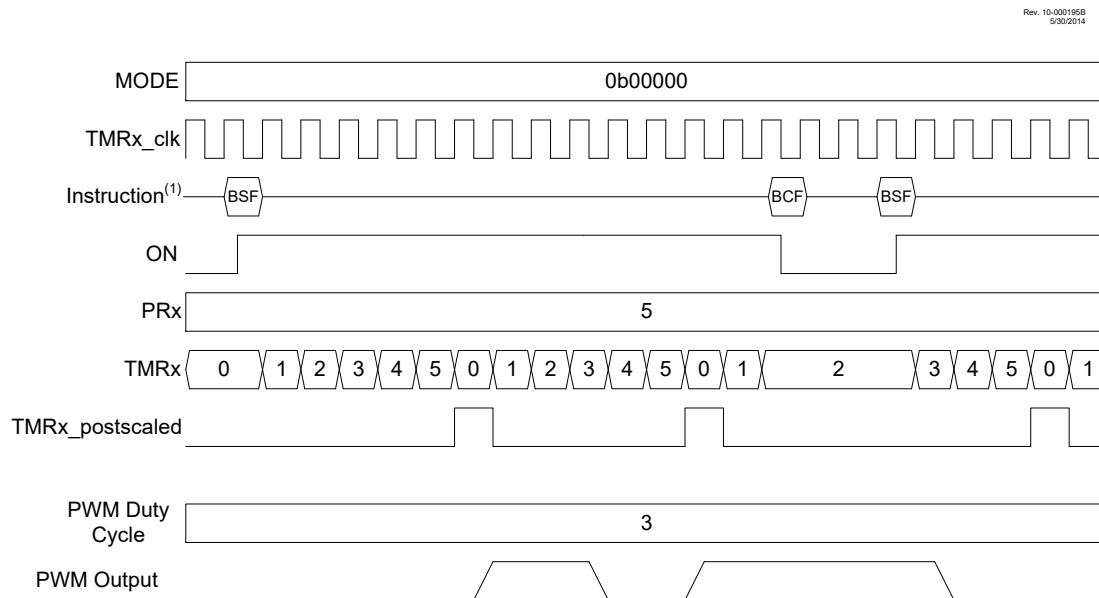 Rev. 10-000195B
5/30/2014
MODE 0b00000
TMRx_clk
Instruction(1) BSF BCF BSF
ON
PRx 5
TMRx 0 1 2 3 4 5 0 1 2 3 4 5 0 1 2 3 4 5 0 1
TMRx_postscaled
PWM Duty
Cycle 3
PWM Output